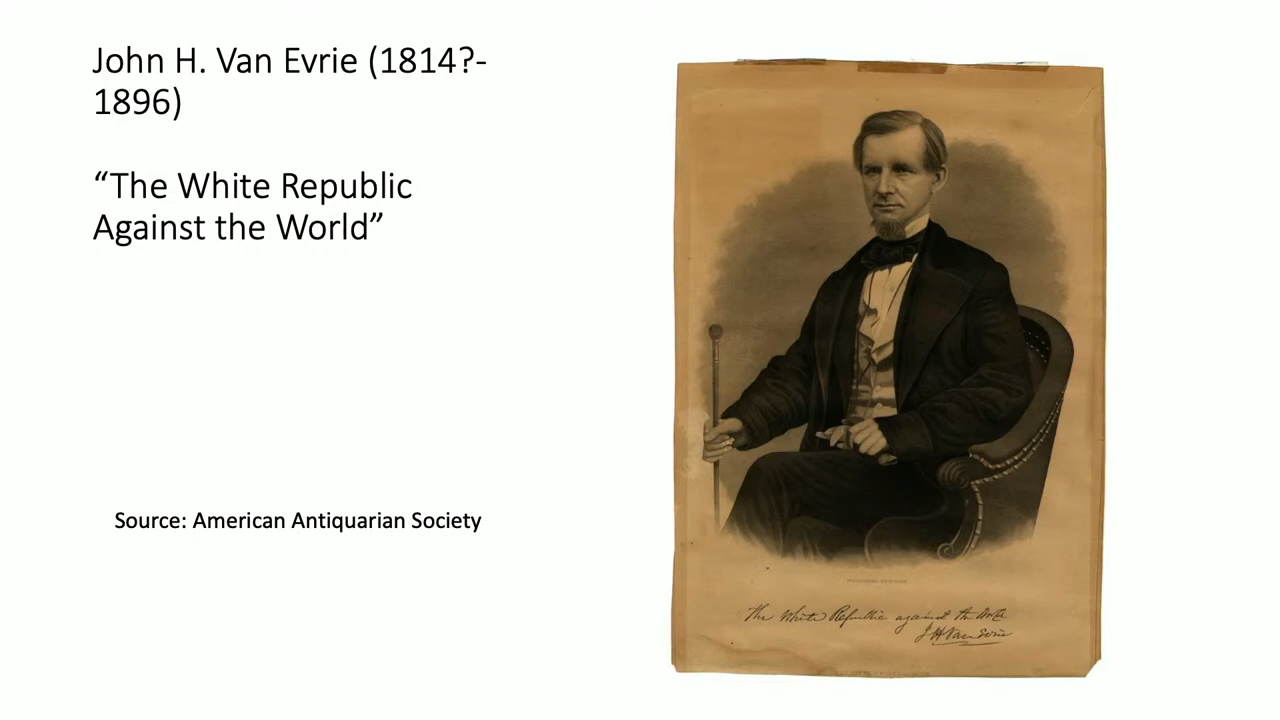 John H. Van Evrie (1814?-
1896)
“The White Republic
Against the World”
Source: American Antiquarian Society
The White Republic against the World
J H Van Evrie